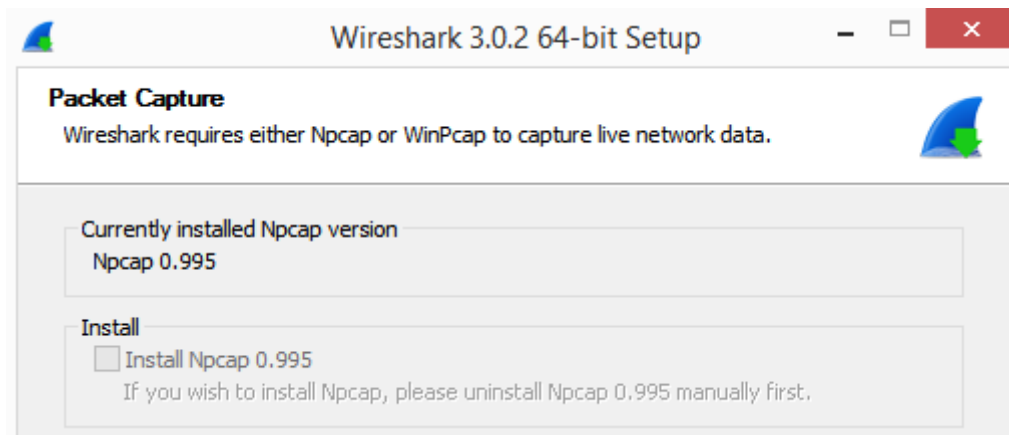 Wireshark 3.0.2 64-bit Setup
Packet Capture
Wireshark requires either Npcap or WinPcap to capture live network data.
Currently installed Npcap version
Npcap 0.995
Install
Install Npcap 0.995
If you wish to install Npcap, please uninstall Npcap 0.995 manually first.